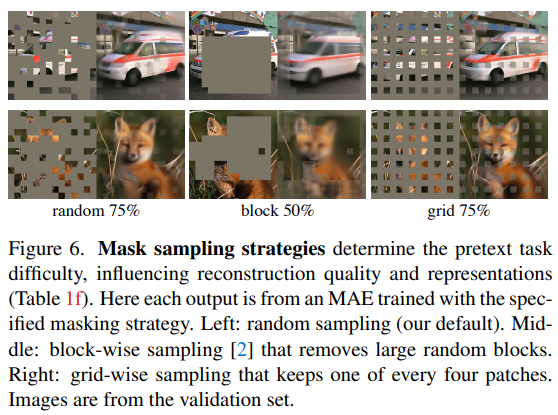 random 75%
block 50%
grid 75%
Figure 6. Mask sampling strategies determine the pretext task
difficulty, influencing reconstruction quality and representations
(Table 1f). Here each output is from an MAE trained with the spec-
ified masking strategy. Left: random sampling (our default). Mid-
dle: block-wise sampling [2] that removes large random blocks.
Right: grid-wise sampling that keeps one of every four patches.
Images are from the validation set.